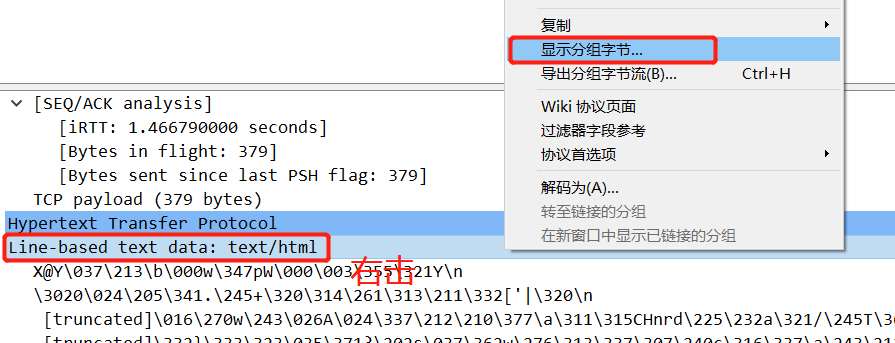 复制
显示分组字节...
导出分组字节流(B)... Ctrl+H
Wiki 协议页面
过滤器字段参考
协议首选项
解码为(A)...
转至链接的分组
在新窗口中显示已链接的分组
[SEQ/ACK analysis]
[iRTT: 1.466790000 seconds]
[Bytes in flight: 379]
[Bytes sent since last PSH flag: 379]
TCP payload (379 bytes)
Hypertext Transfer Protocol
Line-based text data: text/html
右击
X@Y\037\213\b\000w\347pW\000\003\355\321Y\n
\3020\024\205\341.\245+\320\314\261\313\211\332['|\320\n
[truncated]\016\270w\243\026A\024\337\212\210\377\a\311\315CHnrd\225\232a\321/\245T